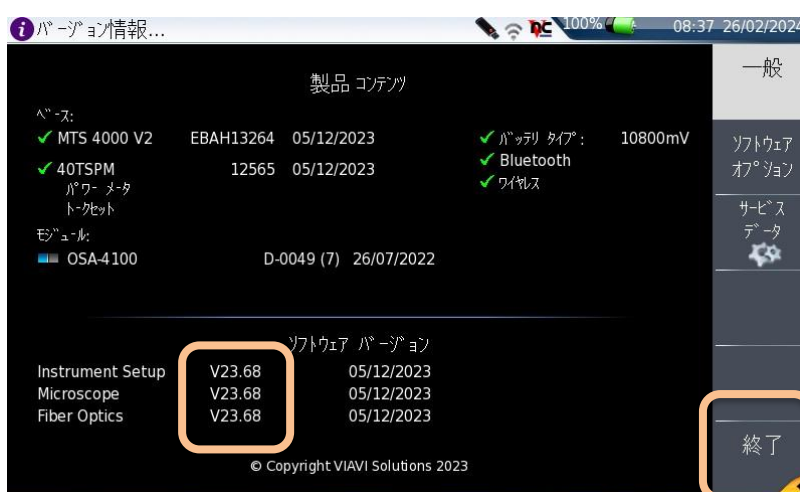 バージョン情報... 100% 08:37 26/02/2024
一般
製品 コンテンツ
ベース:
MTS 4000 V2 EBAH13264 05/12/2023 バッテリ タイプ: 10800mV
ソフトウェア
オプション
40TSPM 12565 05/12/2023 Bluetooth
パワー メータ ワイヤレス
トークセット
サービス
データ
モジュール:
OSA-4100 D-0049 (7) 26/07/2022
ソフトウェア バージョン
Instrument Setup V23.68 05/12/2023
Microscope V23.68 05/12/2023
Fiber Optics V23.68 05/12/2023
終了
© Copyright VIAVI Solutions 2023